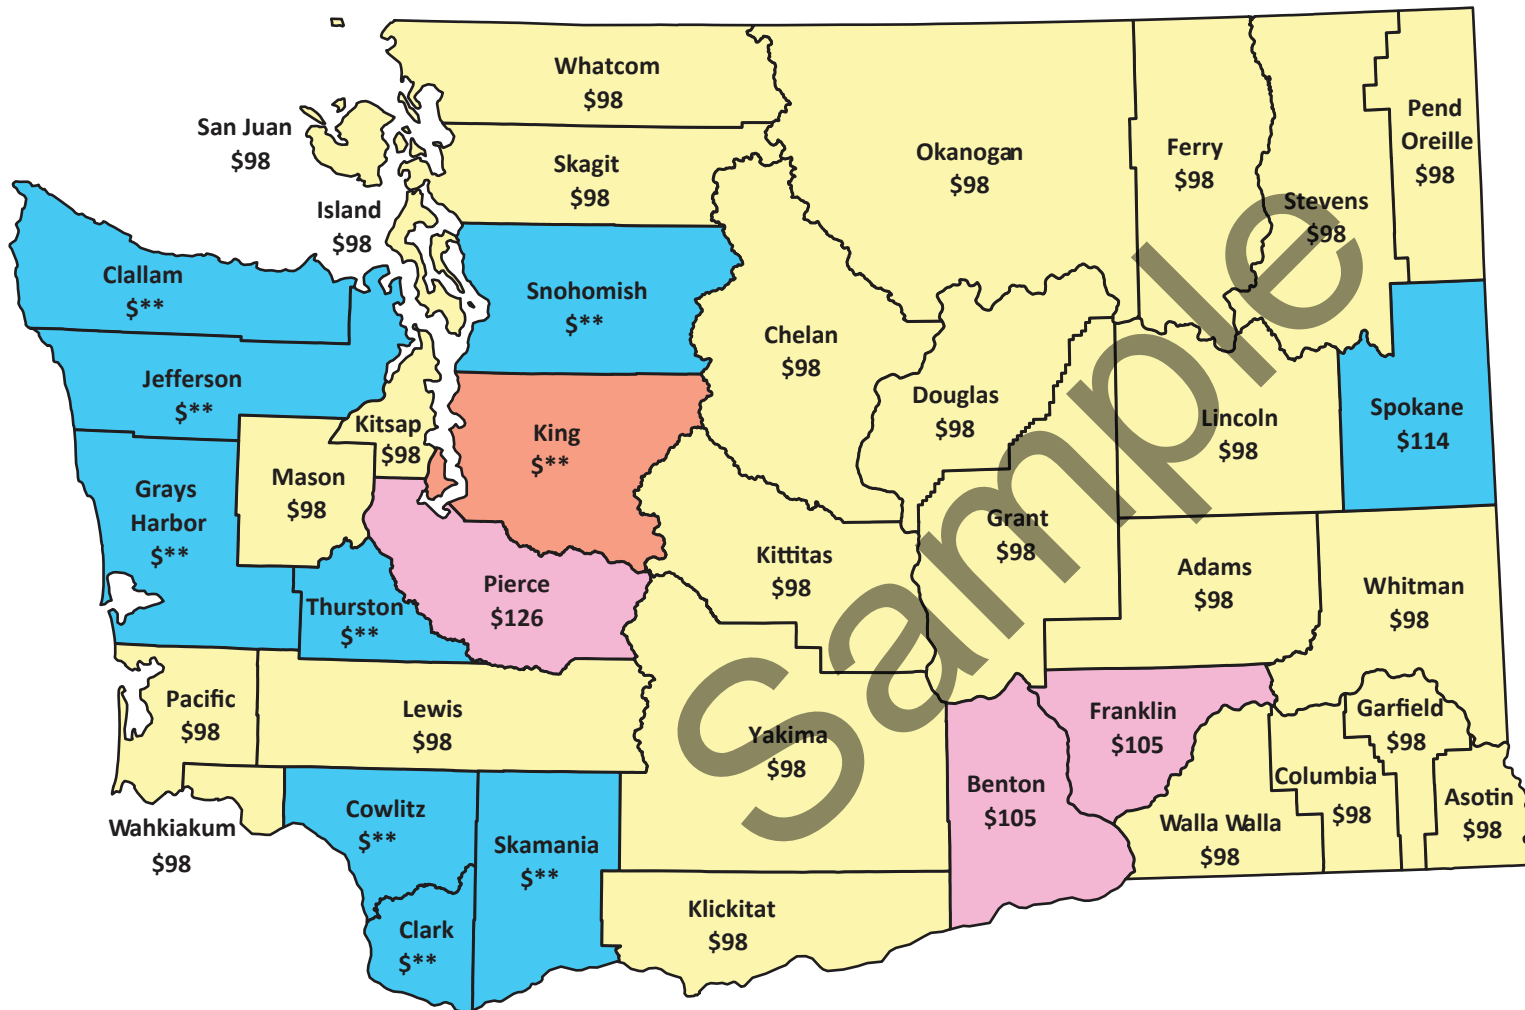 Whatcom
$98
San Juan
$98
Skagit
$98
Island
$98
Okanogan
$98
Ferry
$98
Stevens
$98
Pend
Oreille
$98
Clallam
$**
Snohomish
$**
Chelan
$98
Jefferson
$**
Kitsap
$98
King
$**
Douglas
$98
Lincoln
$98
Spokane
$114
Grays
Harbor
$**
Mason
$98
Kittitas
$98
Grant
$98
Adams
$98
Whitman
$98
Thurston
$**
Pierce
$126
Pacific
$98
Lewis
$98
Yakima
$98
Benton
$105
Franklin
$105
Walla Walla
$98
Columbia
$98
Garfield
$98
Asotin
$98
Wahkiakum
$98
Cowlitz
$**
Skamania
$**
Clark
$**
Klickitat
$98
Sample